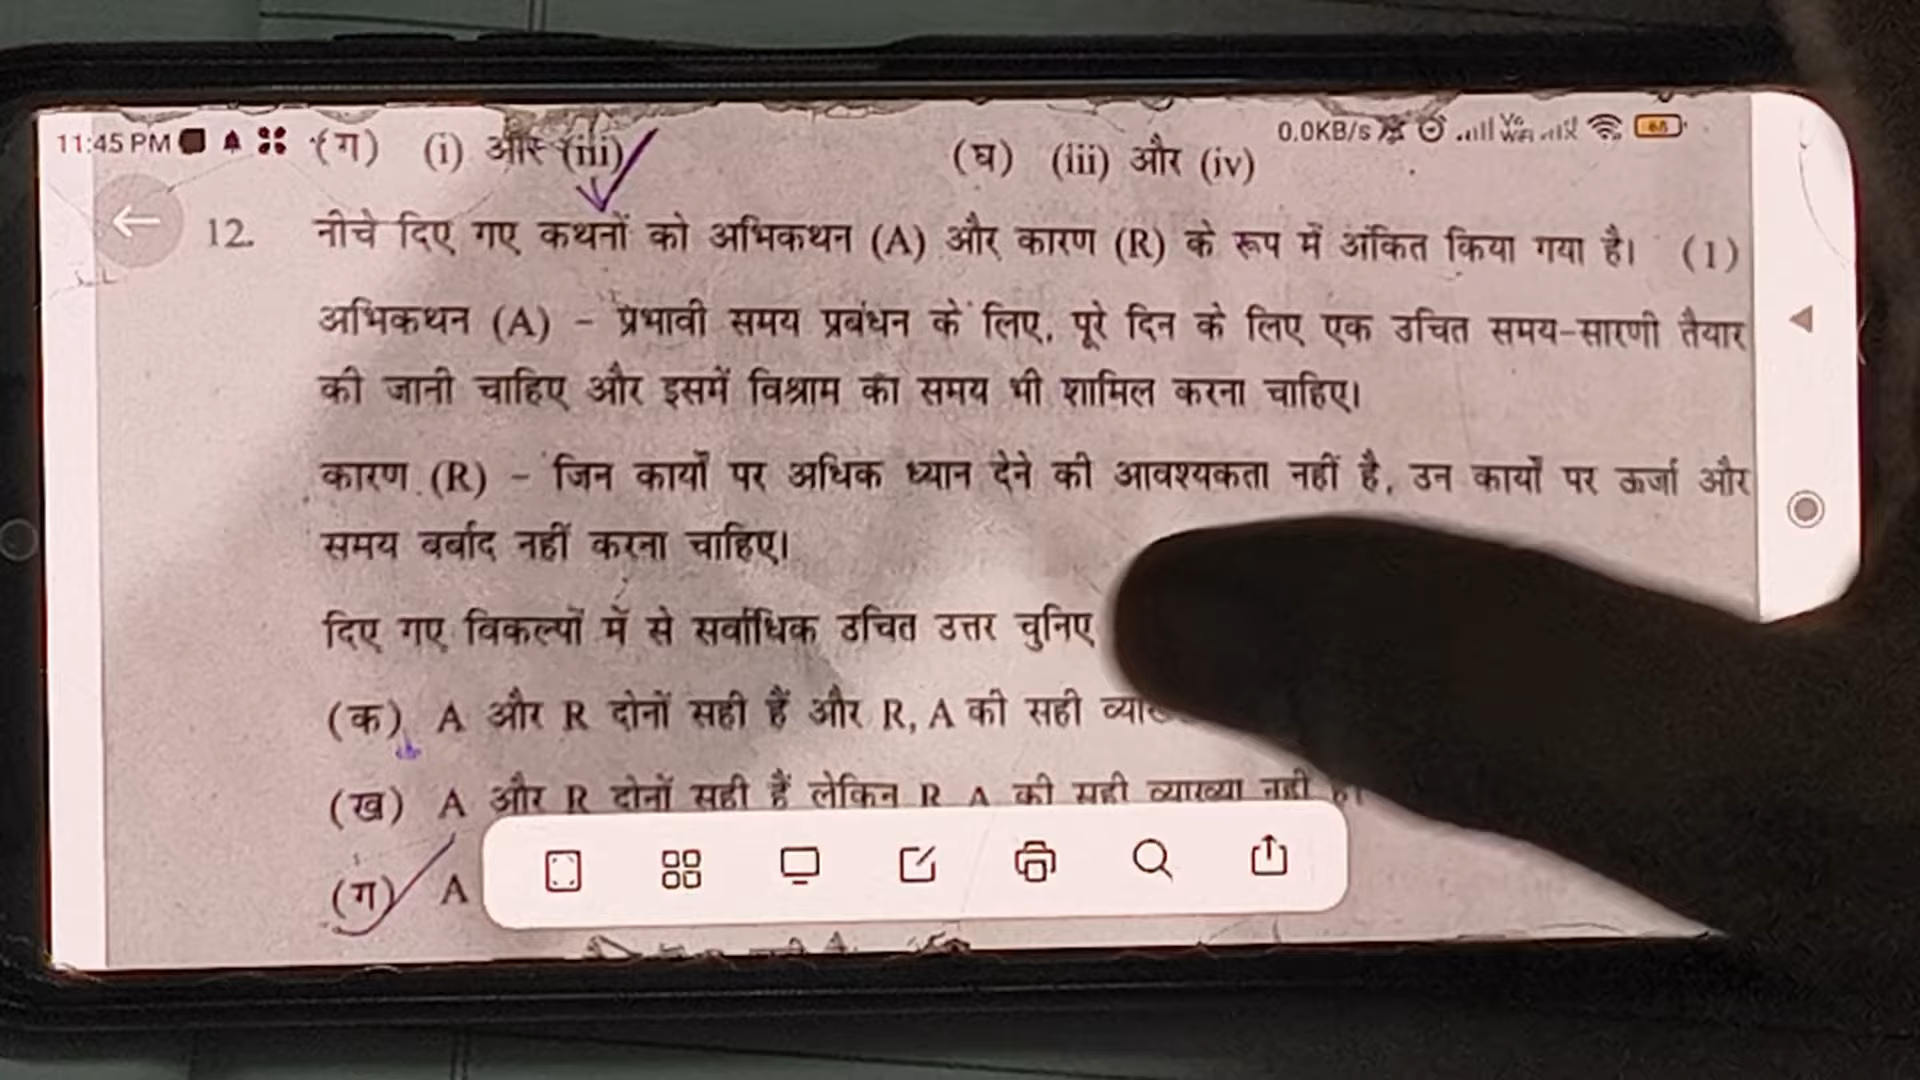 11:45 PM (ग) (i) और (iii) (घ) (iii) और (iv) 0.0KB/s
12. नीचे दिए गए कथनों को अभिकथन (A) और कारण (R) के रूप में अंकित किया गया है। (1)
अभिकथन (A) – प्रभावी समय प्रबंधन के लिए, पूरे दिन के लिए एक उचित समय-सारणी तैयार
की जानी चाहिए और इसमें विश्राम का समय भी शामिल करना चाहिए।
कारण (R) – जिन कार्यों पर अधिक ध्यान देने की आवश्यकता नहीं है, उन कार्यों पर ऊर्जा और
समय बर्बाद नहीं करना चाहिए।
दिए गए विकल्पों में से सर्वाधिक उचित उत्तर चुनिए
(क) A और R दोनों सही हैं और R, A की सही
(ख) A और R दोनों सही हैं लेकिन R A की सही व्याख्या नहीं है।
(ग) A